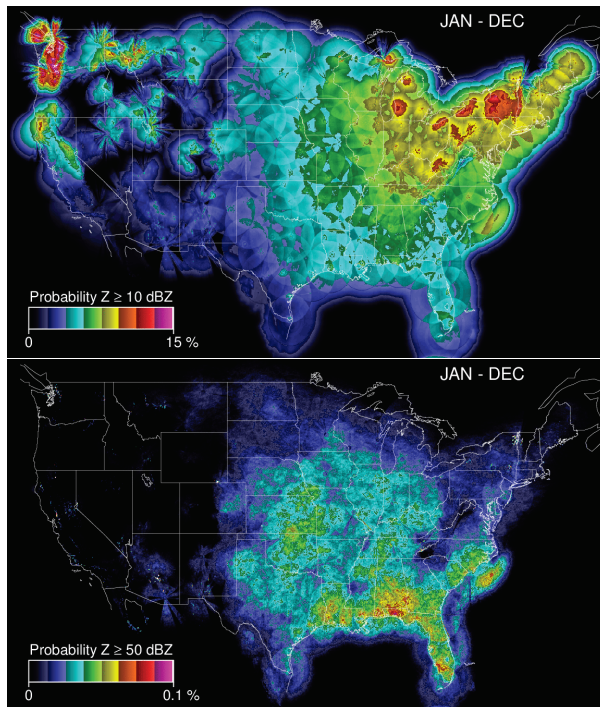 JAN - DEC
Probability Z ≥ 10 dBZ
0 15 %
JAN - DEC
Probability Z ≥ 50 dBZ
0 0.1 %